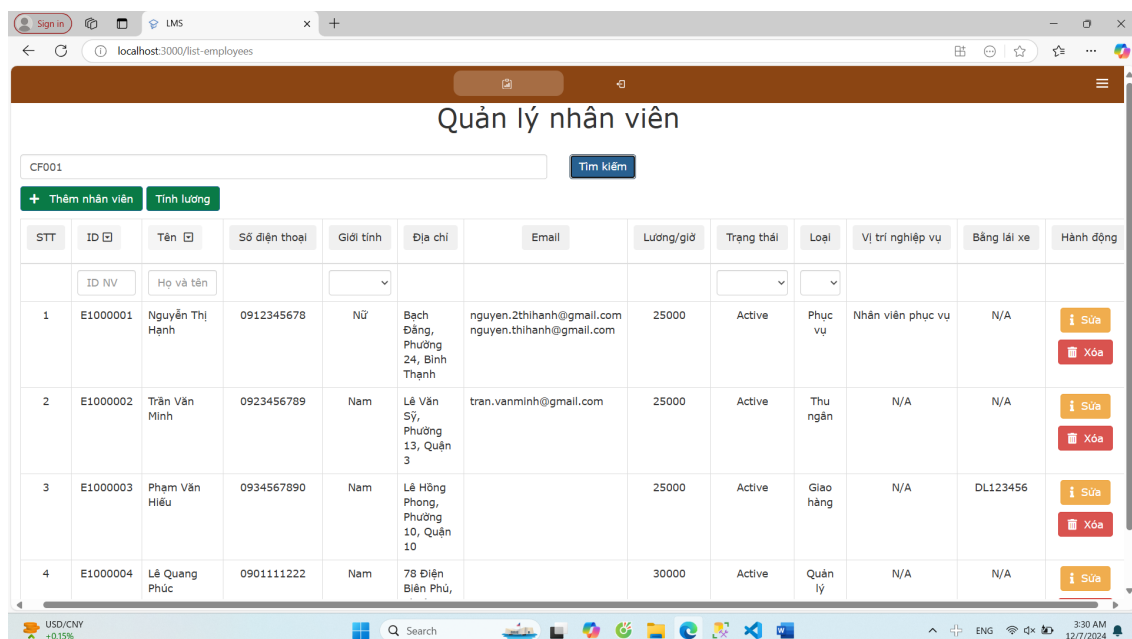 Sign in
LMS
localhost:3000/list-employees
Quản lý nhân viên
CF001
Tìm kiếm
+ Thêm nhân viên
Tính lương
STT ID Tên Số điện thoại Giới tính Địa chỉ Email Lương/giờ Trạng thái Loại Vị trí nghiệp vụ Bằng lái xe Hành động
ID NV Họ và tên
1 E1000001 Nguyễn Thị 0912345678 Nữ Bạch nguyen.2thihanh@gmail.com 25000 Active Phục Nhân viên phục vụ N/A Sửa
Hạnh Đằng, nguyen.thihanh@gmail.com vụ
Phường
24, Bình Xóa
Thạnh
2 E1000002 Trần Văn 0923456789 Nam Lê Văn tran.vanminh@gmail.com 25000 Active Thu N/A N/A Sửa
Minh Sỹ, ngân
Phường
13, Quận Xóa
3
3 E1000003 Phạm Văn 0934567890 Nam Lê Hồng 25000 Active Giao N/A DL123456 Sửa
Hiếu Phong, hàng
Phường
10, Quận Xóa
10
4 E1000004 Lê Quang 0901111222 Nam 78 Điện 30000 Active Quản N/A N/A Sửa
Phúc Biên Phủ, lý
USD/CNY
+0.15%
Search
ENG
3:30 AM
12/7/2024